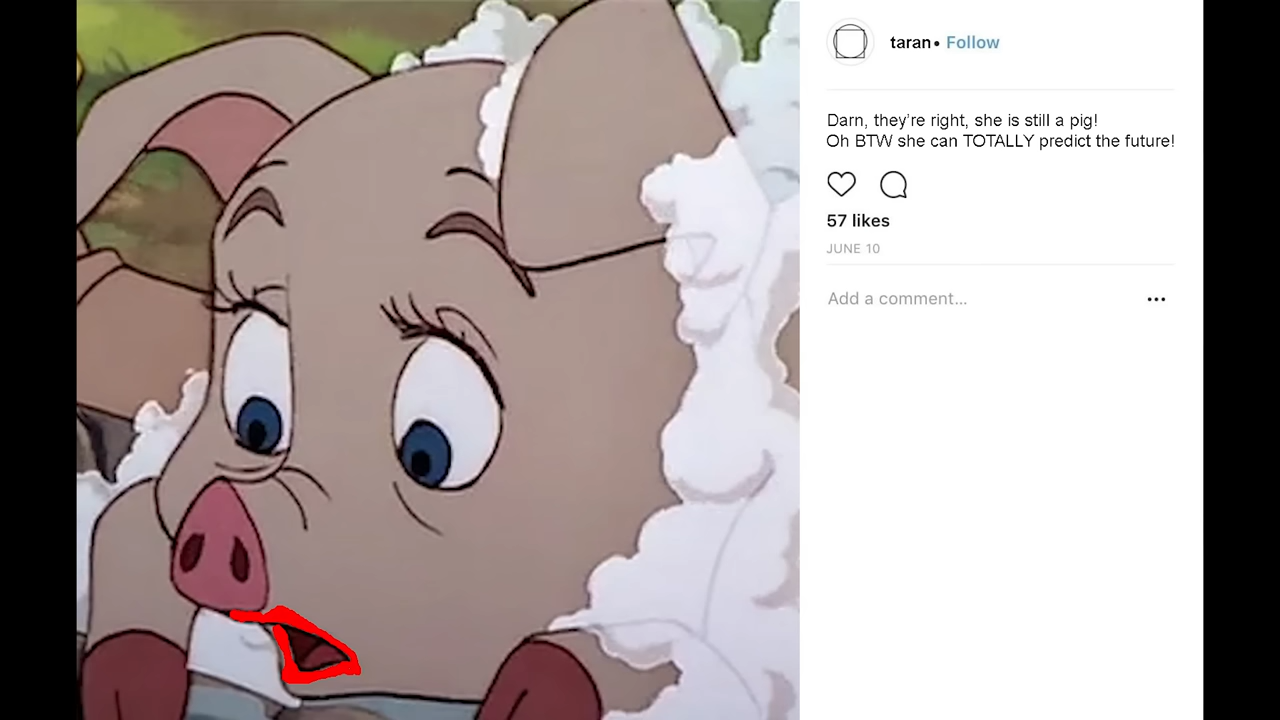 taran • Follow
Darn, they're right, she is still a pig!
Oh BTW she can TOTALLY predict the future!
57 likes
JUNE 10
Add a comment...